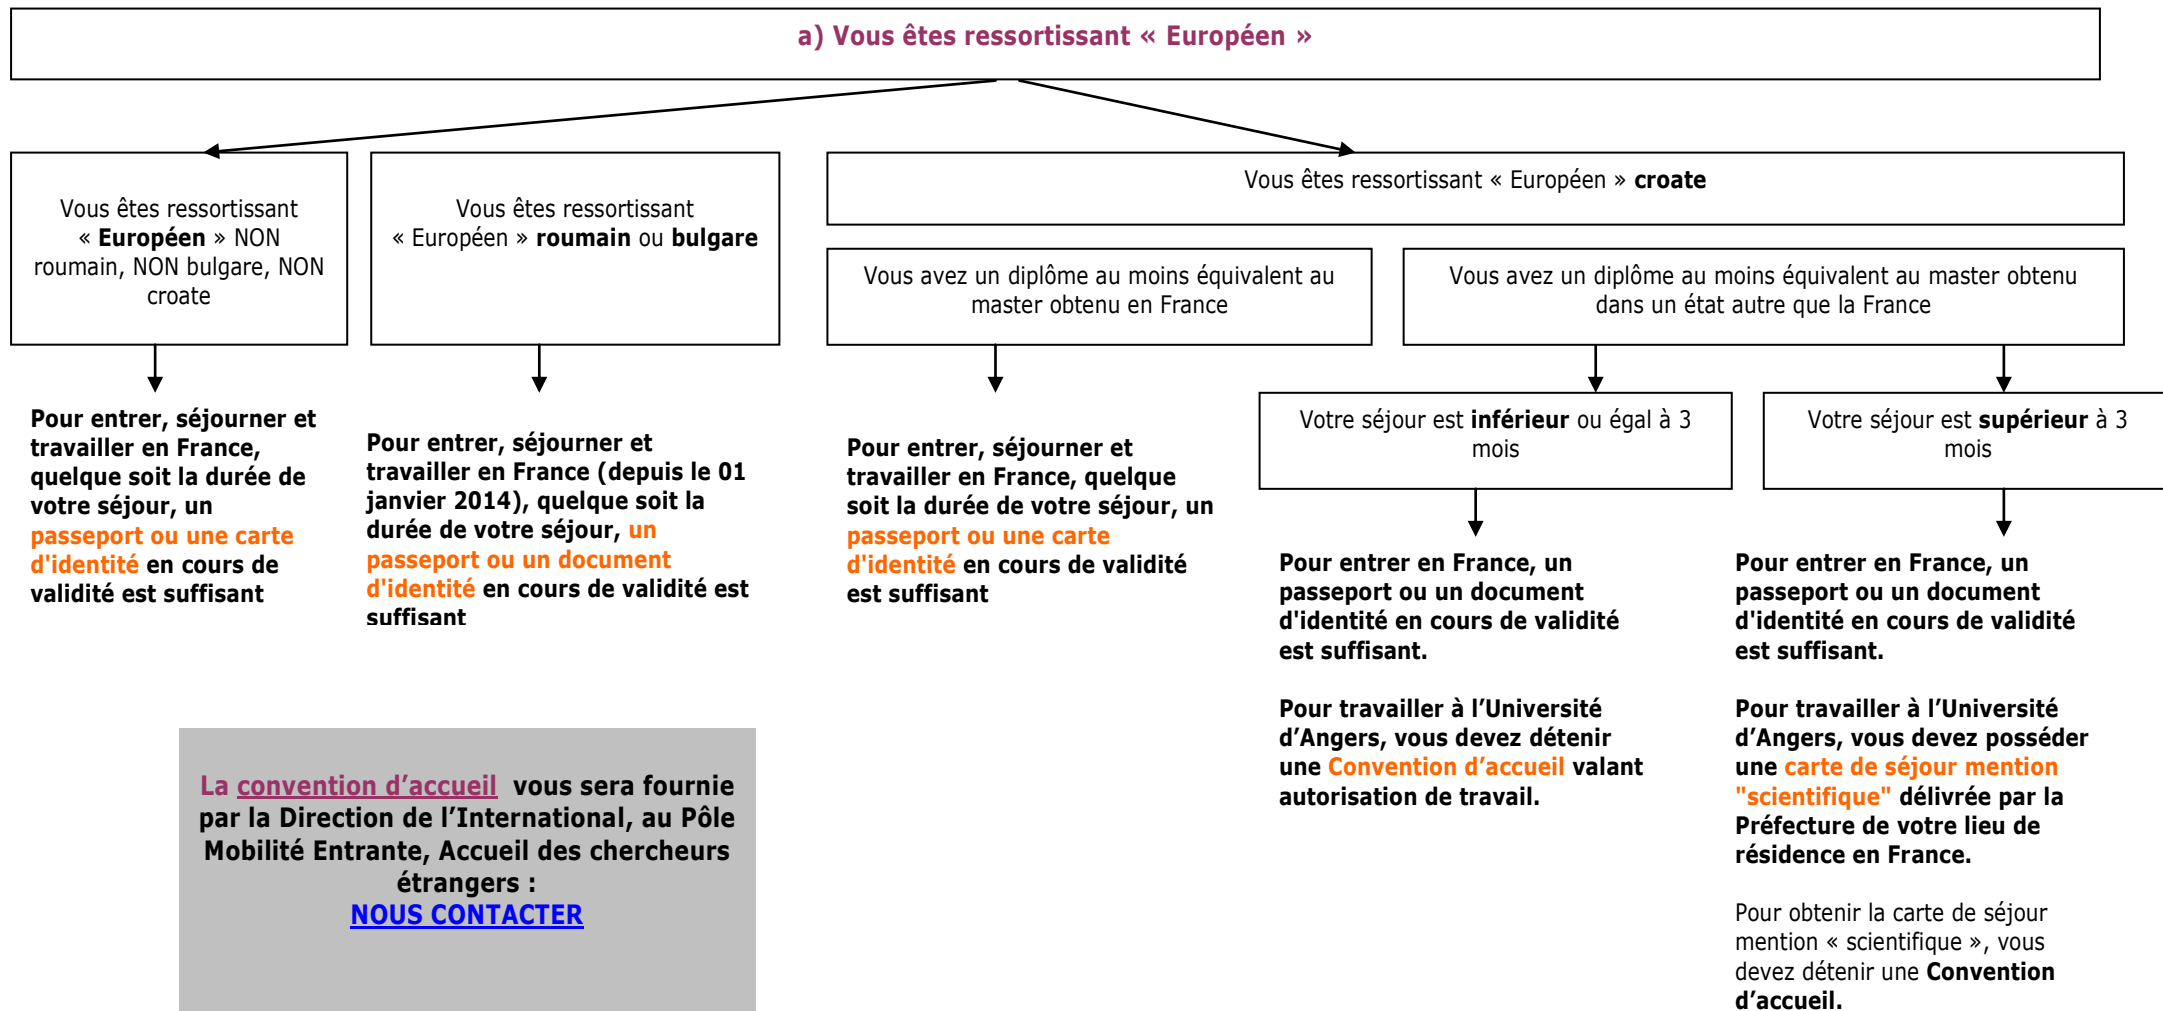 a) Vous êtes ressortissant « Européen »
Vous êtes ressortissant
« Européen » NON
roumain, NON bulgare, NON
croate
Vous êtes ressortissant
« Européen » roumain ou bulgare
Vous êtes ressortissant « Européen » croate
Vous avez un diplôme au moins équivalent au
master obtenu en France
Vous avez un diplôme au moins équivalent au master obtenu
dans un état autre que la France
Votre séjour est inférieur ou égal à 3
mois
Votre séjour est supérieur à 3
mois
Pour entrer, séjourner et
travailler en France,
quelque soit la durée de
votre séjour, un
passeport ou une carte
d'identité en cours de
validité est suffisant
Pour entrer, séjourner et
travailler en France (depuis le 01
janvier 2014), quelque soit la
durée de votre séjour, un
passeport ou un document
d'identité en cours de validité est
suffisant
Pour entrer, séjourner et
travailler en France, quelque
soit la durée de votre séjour, un
passeport ou une carte
d'identité en cours de validité
est suffisant
Pour entrer en France, un
passeport ou un document
d'identité en cours de validité
est suffisant.
Pour travailler à l’Université
d’Angers, vous devez détenir
une Convention d’accueil valant
autorisation de travail.
Pour entrer en France, un
passeport ou un document
d'identité en cours de validité
est suffisant.
Pour travailler à l’Université
d’Angers, vous devez posséder
une carte de séjour mention
"scientifique" délivrée par la
Préfecture de votre lieu de
résidence en France.
Pour obtenir la carte de séjour
mention « scientifique », vous
devez détenir une Convention
d’accueil.
La convention d’accueil vous sera fournie
par la Direction de l’International, au Pôle
Mobilité Entrante, Accueil des chercheurs
étrangers :
NOUS CONTACTER